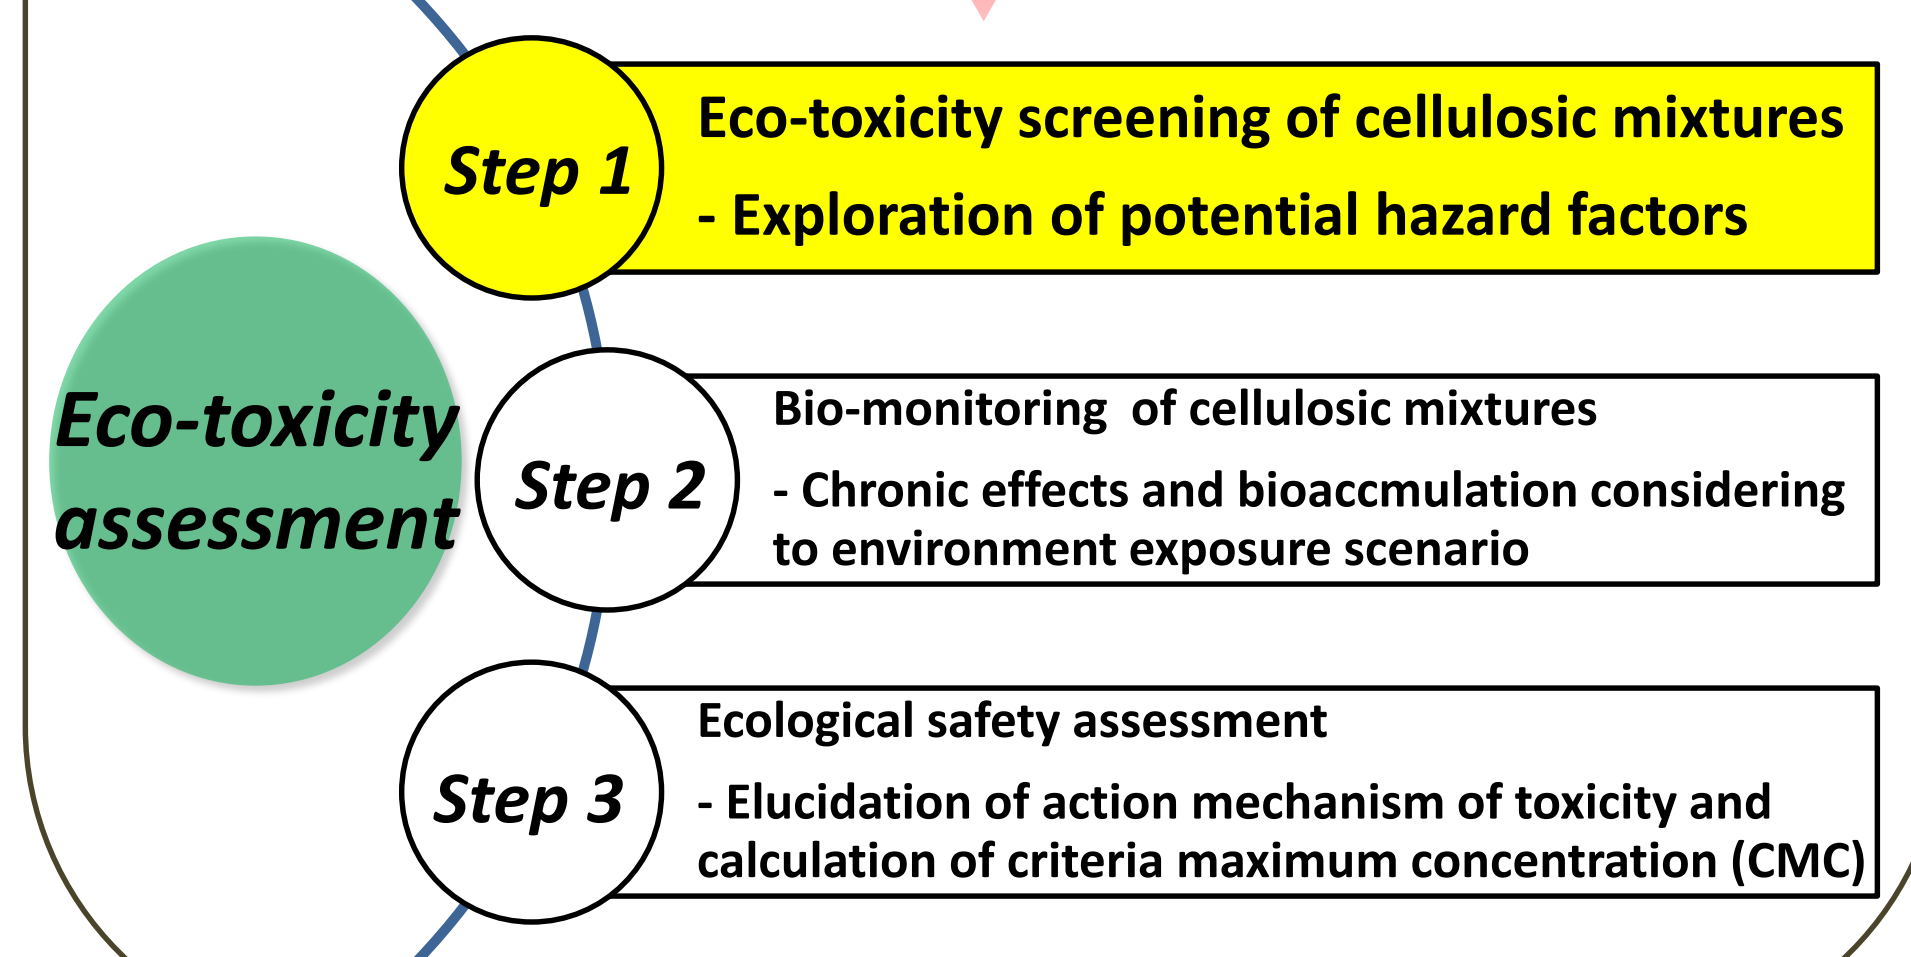 Eco-toxicity
assessment
Step 1
Eco-toxicity screening of cellulosic mixtures
- Exploration of potential hazard factors
Step 2
Bio-monitoring  of cellulosic mixtures
- Chronic effects and bioaccmulation considering
to environment exposure scenario
Step 3
Ecological safety assessment
- Elucidation of action mechanism of toxicity and
calculation of criteria maximum concentration (CMC)